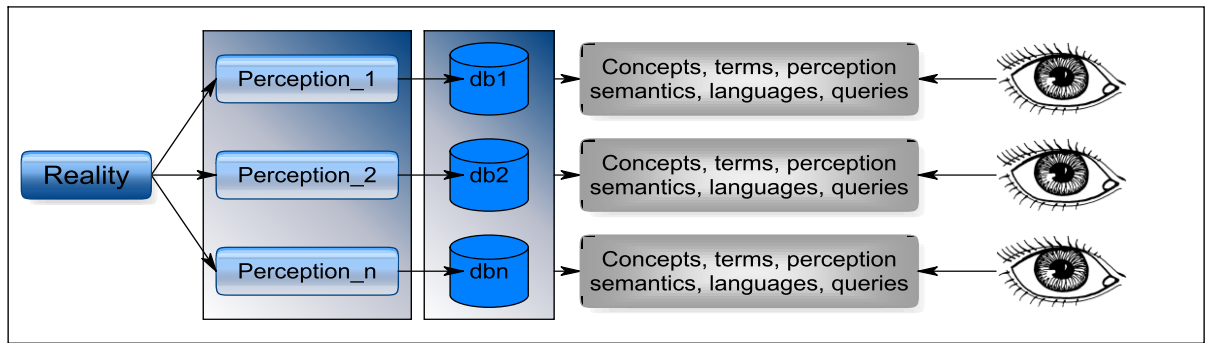 Reality
Perception_1
db1
Concepts, terms, perception
semantics, languages, queries
Perception_2
db2
Concepts, terms, perception
semantics, languages, queries
Perception_n
dbn
Concepts, terms, perception
semantics, languages, queries